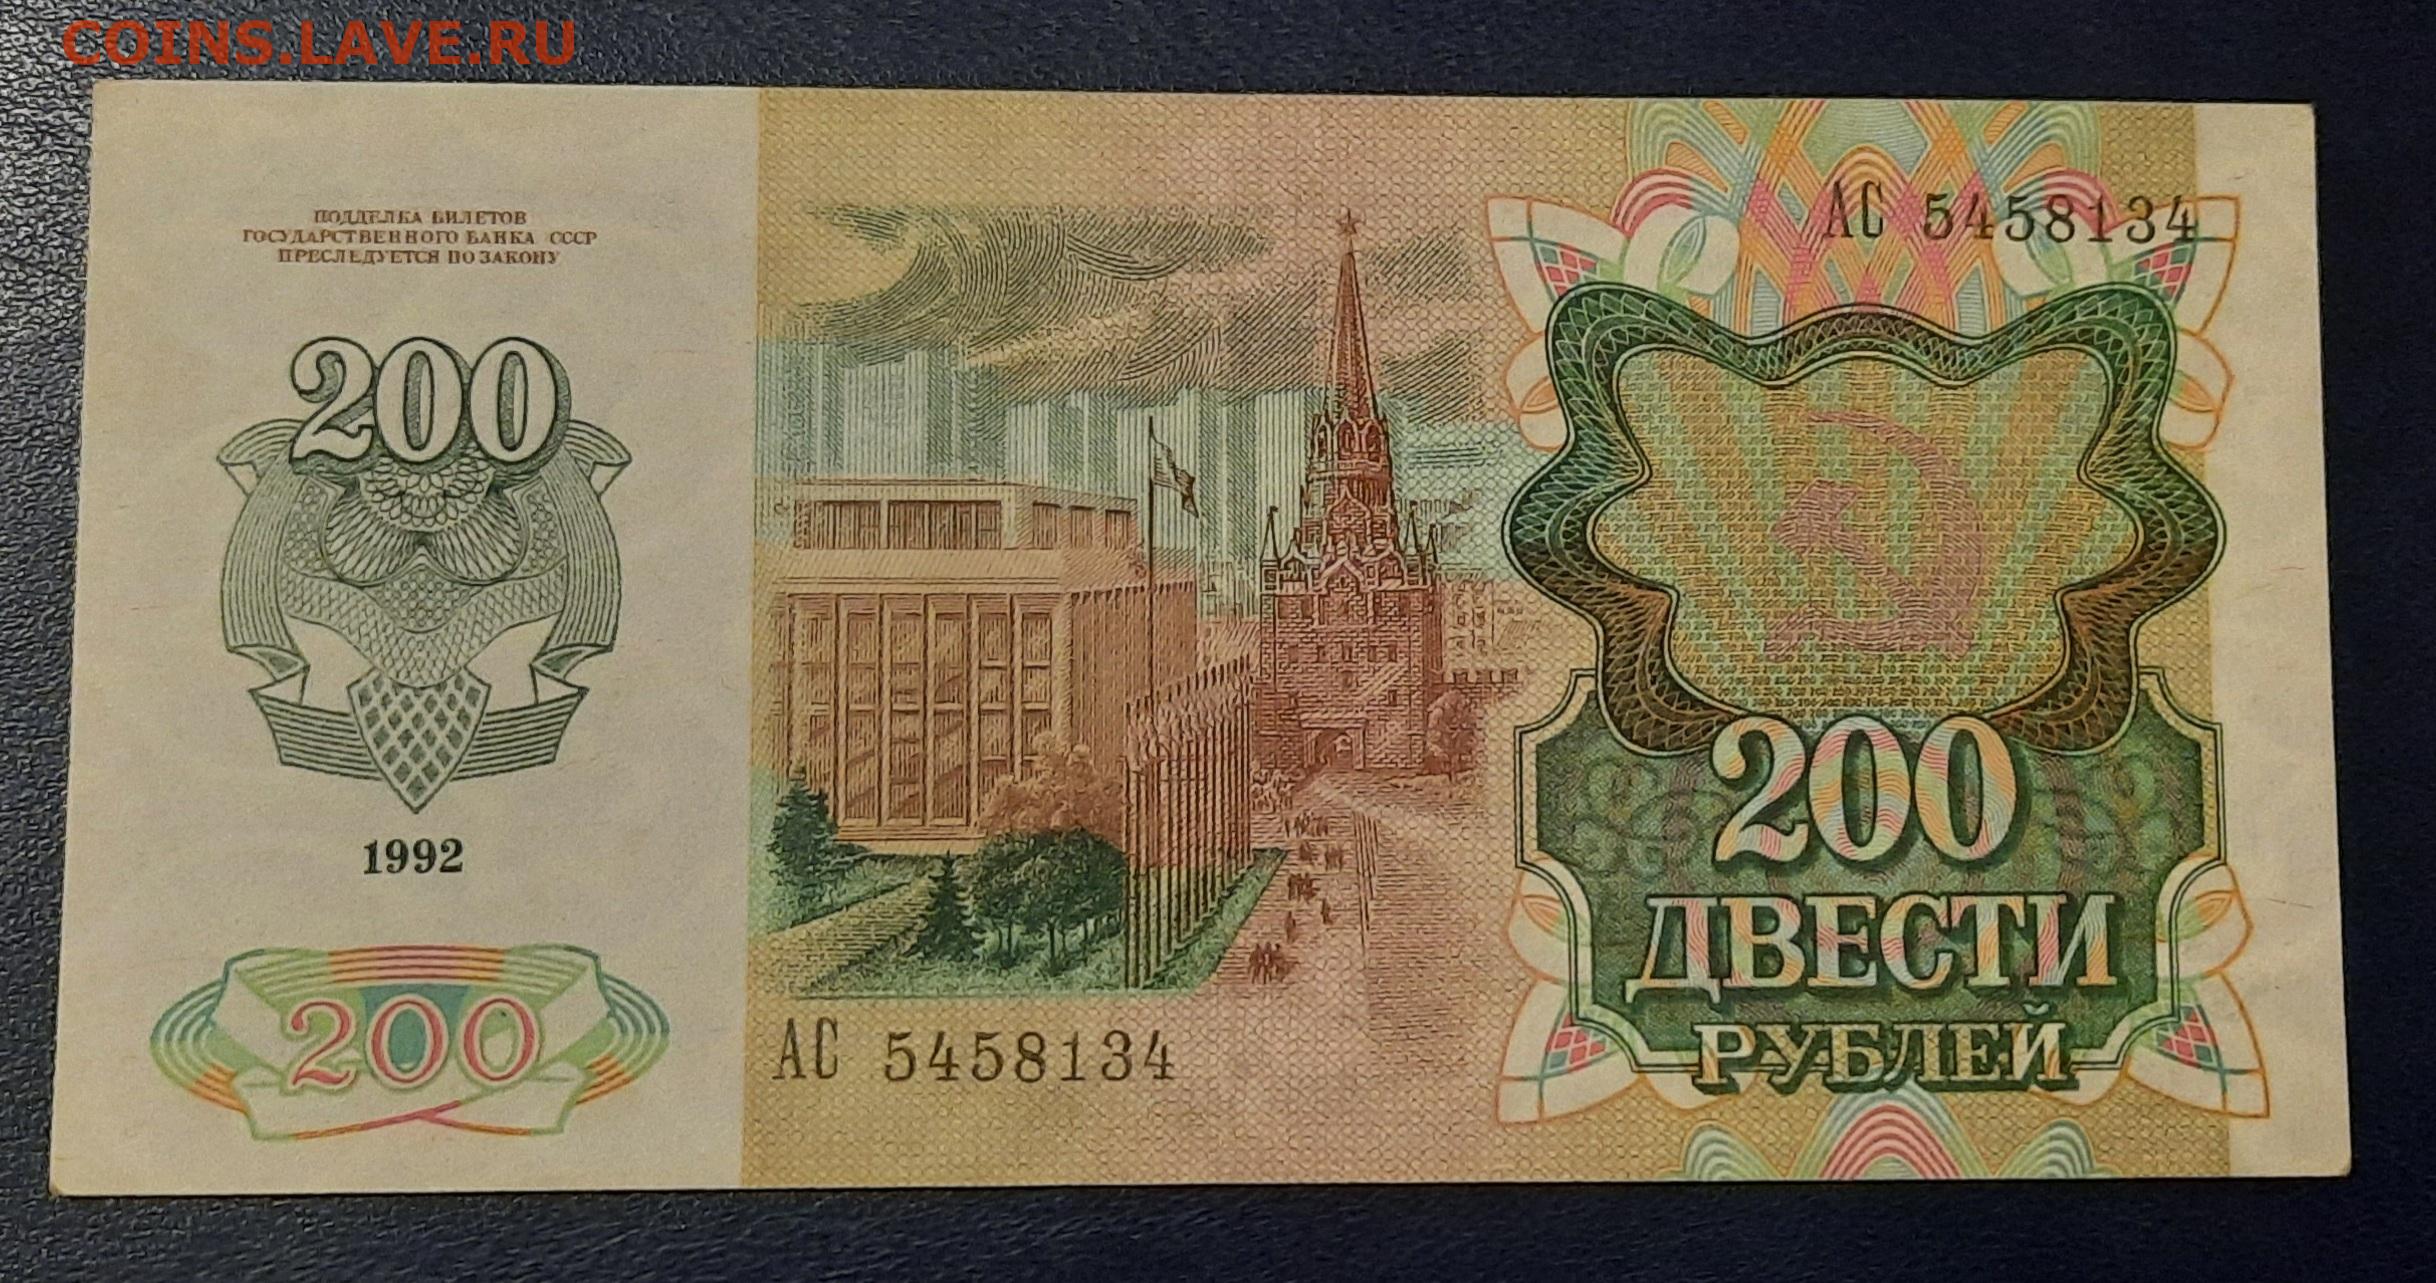 COINS.LAVE.RU
ПОДДЕЛКА БИЛЕТОВ
ГОСУДАРСТВЕННОГО БАНКА СССР
ПРЕСЛЕДУЕТСЯ ПО ЗАКОНУ
200
1992
200
АС 5458134
АС 5458134
200
ДВЕСТИ
РУБЛЕЙ